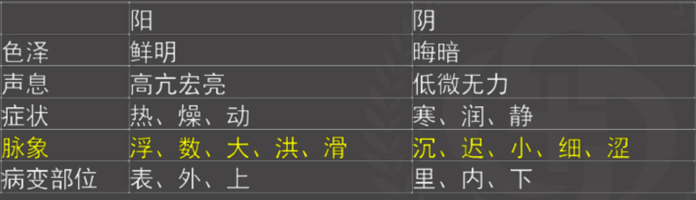 阳 阴
色泽 鲜明 晦暗
声息 高亢宏亮 低微无力
症状 热、燥、动 寒、润、静
脉象 浮、数、大、洪、滑 沉、迟、小、细、涩
病变部位 表、外、上 里、内、下